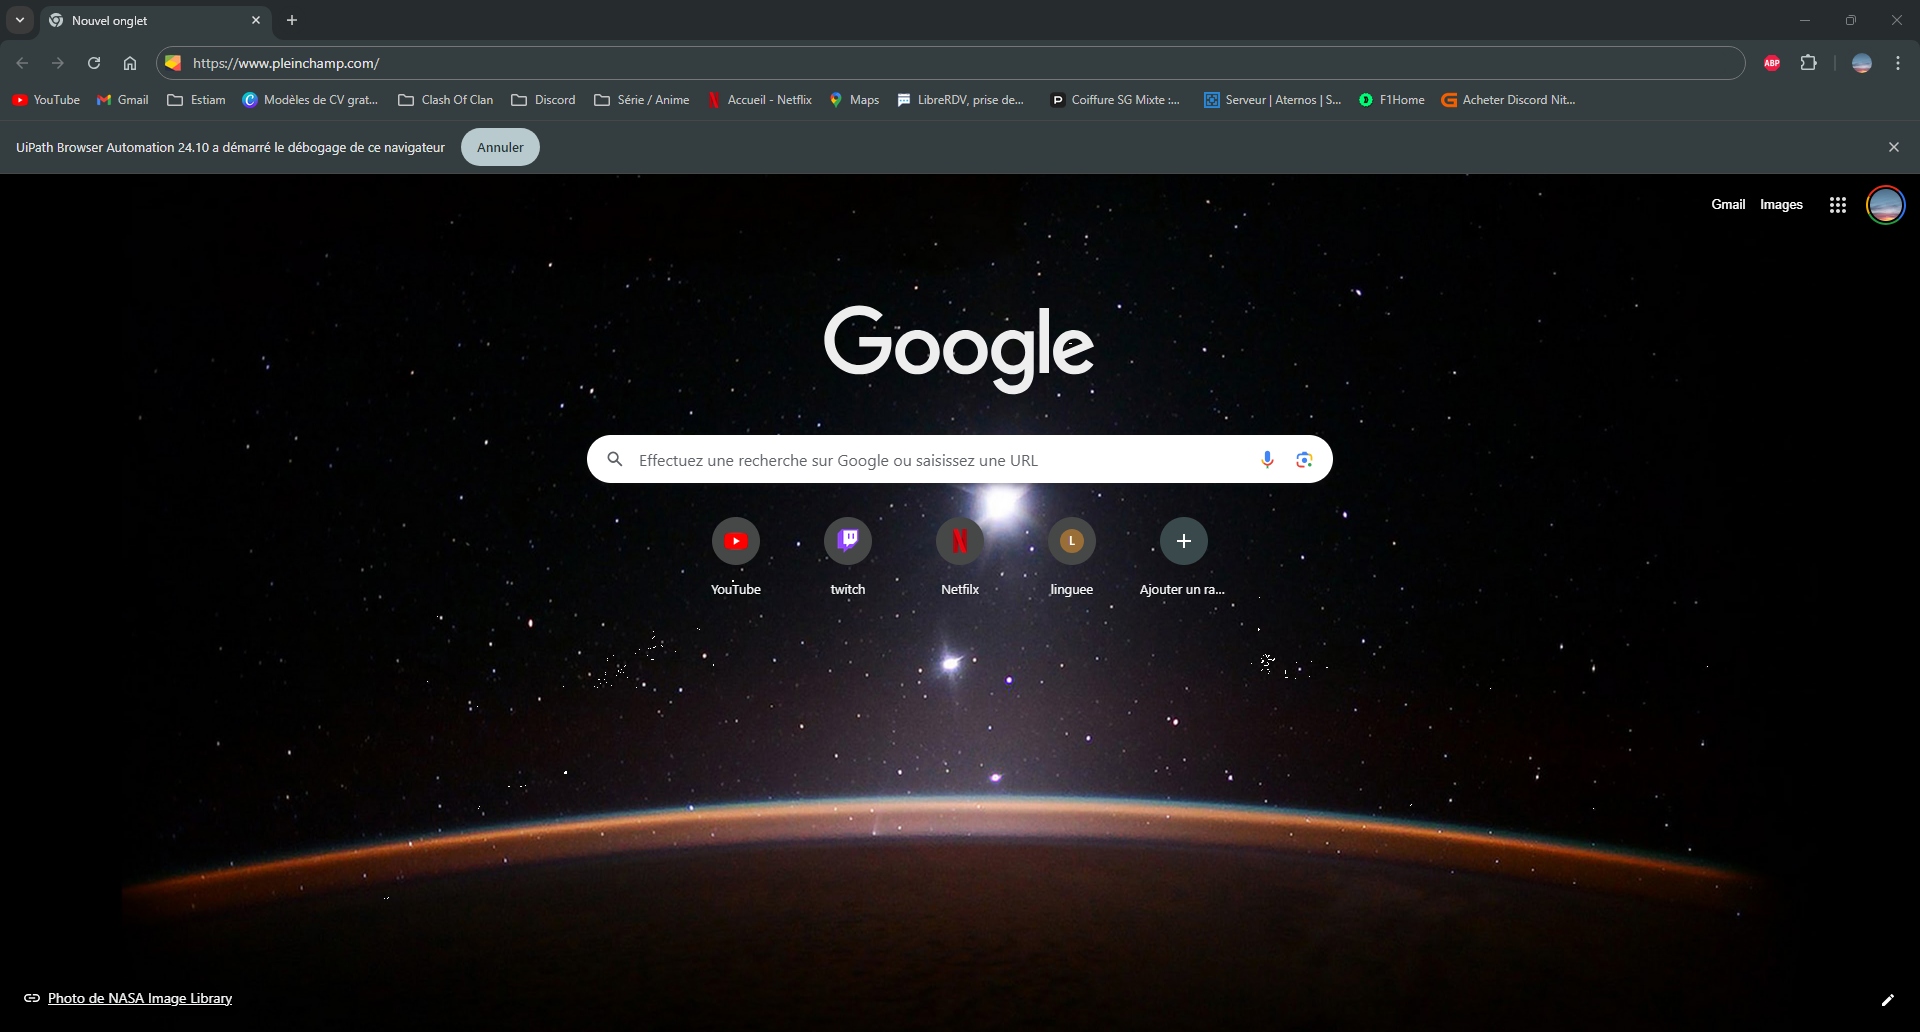 Nouvel onglet
https://www.pleinchamp.com/
ABP
YouTube Gmail Estiam Modèles de CV grat... Clash Of Clan Discord Série / Anime Accueil - Netflix Maps LibreRDV, prise de... Coiffure SG Mixte :... Serveur | Aternos | S... F1Home Acheter Discord Nit...
UiPath Browser Automation 24.10 a démarré le débogage de ce navigateur Annuler
Gmail Images
Google
Effectuez une recherche sur Google ou saisissez une URL
L
YouTube twitch Netfilx linguee Ajouter un ra...
Photo de NASA Image Library